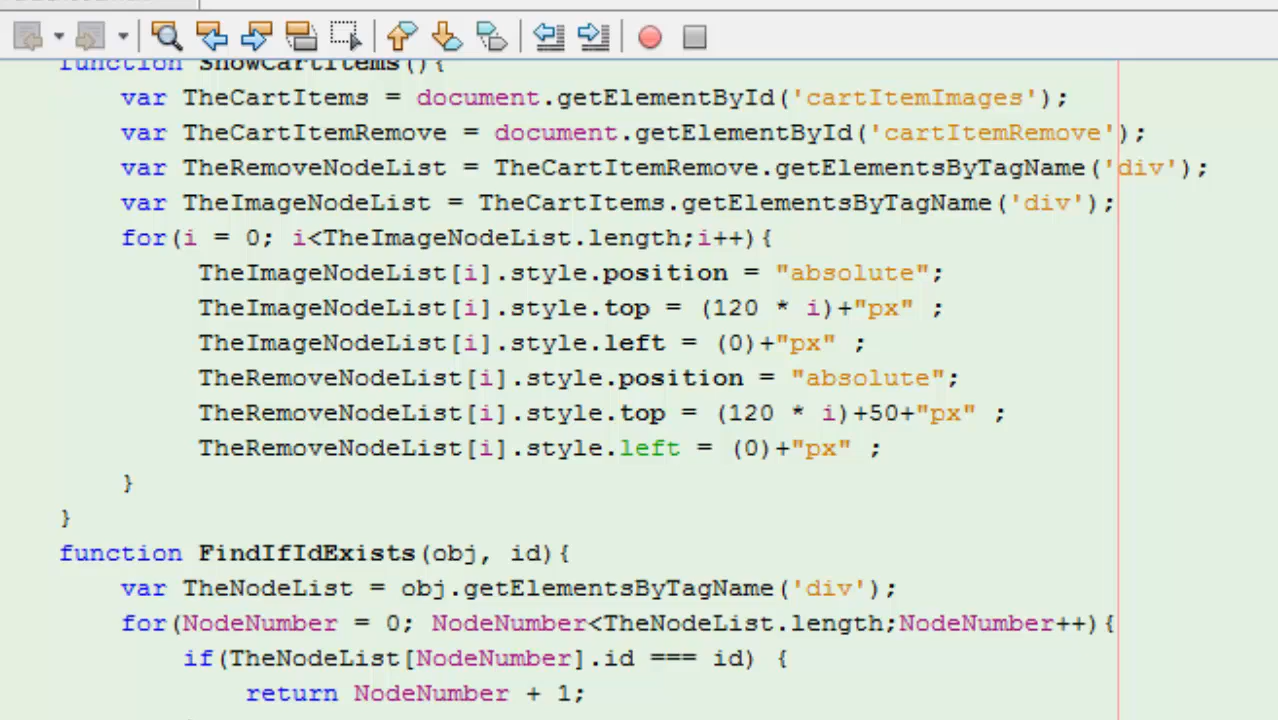 function ShowCartItems(){
var TheCartItems = document.getElementById('cartItemImages');
var TheCartItemRemove = document.getElementById('cartItemRemove');
var TheRemoveNodeList = TheCartItemRemove.getElementsByTagName('div');
var TheImageNodeList = TheCartItems.getElementsByTagName('div');
for(i = 0; i<TheImageNodeList.length;i++){
TheImageNodeList[i].style.position = "absolute";
TheImageNodeList[i].style.top = (120 * i)+"px" ;
TheImageNodeList[i].style.left = (0)+"px" ;
TheRemoveNodeList[i].style.position = "absolute";
TheRemoveNodeList[i].style.top = (120 * i)+50+"px" ;
TheRemoveNodeList[i].style.left = (0)+"px" ;
}
}
function FindIfIdExists(obj, id){
var TheNodeList = obj.getElementsByTagName('div');
for(NodeNumber = 0; NodeNumber<TheNodeList.length;NodeNumber++){
if(TheNodeList[NodeNumber].id === id) {
return NodeNumber + 1;